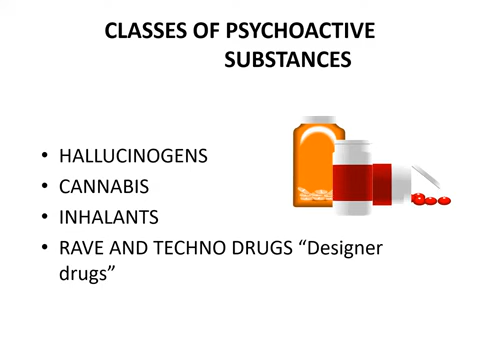 CLASSES OF PSYCHOACTIVE
SUBSTANCES
• HALLUCINOGENS
• CANNABIS
• INHALANTS
• RAVE AND TECHNO DRUGS “Designer
drugs”